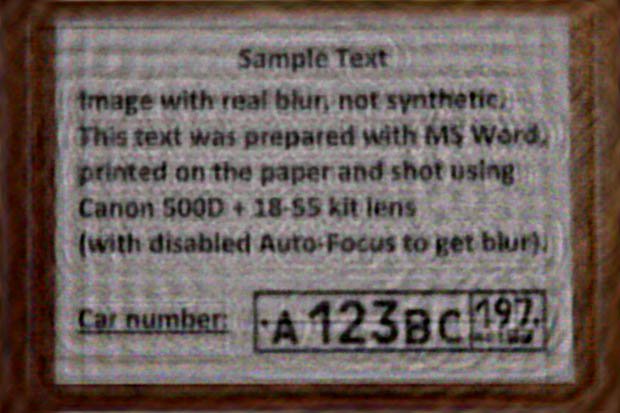 Sample Text
Image with real blur, not synthetic.
This text was prepared with MS Word,
printed on the paper and shot using
Canon 500D + 18-55 kit lens
(with disabled Auto-Focus to get blur).
Car number: A 123 BC 197